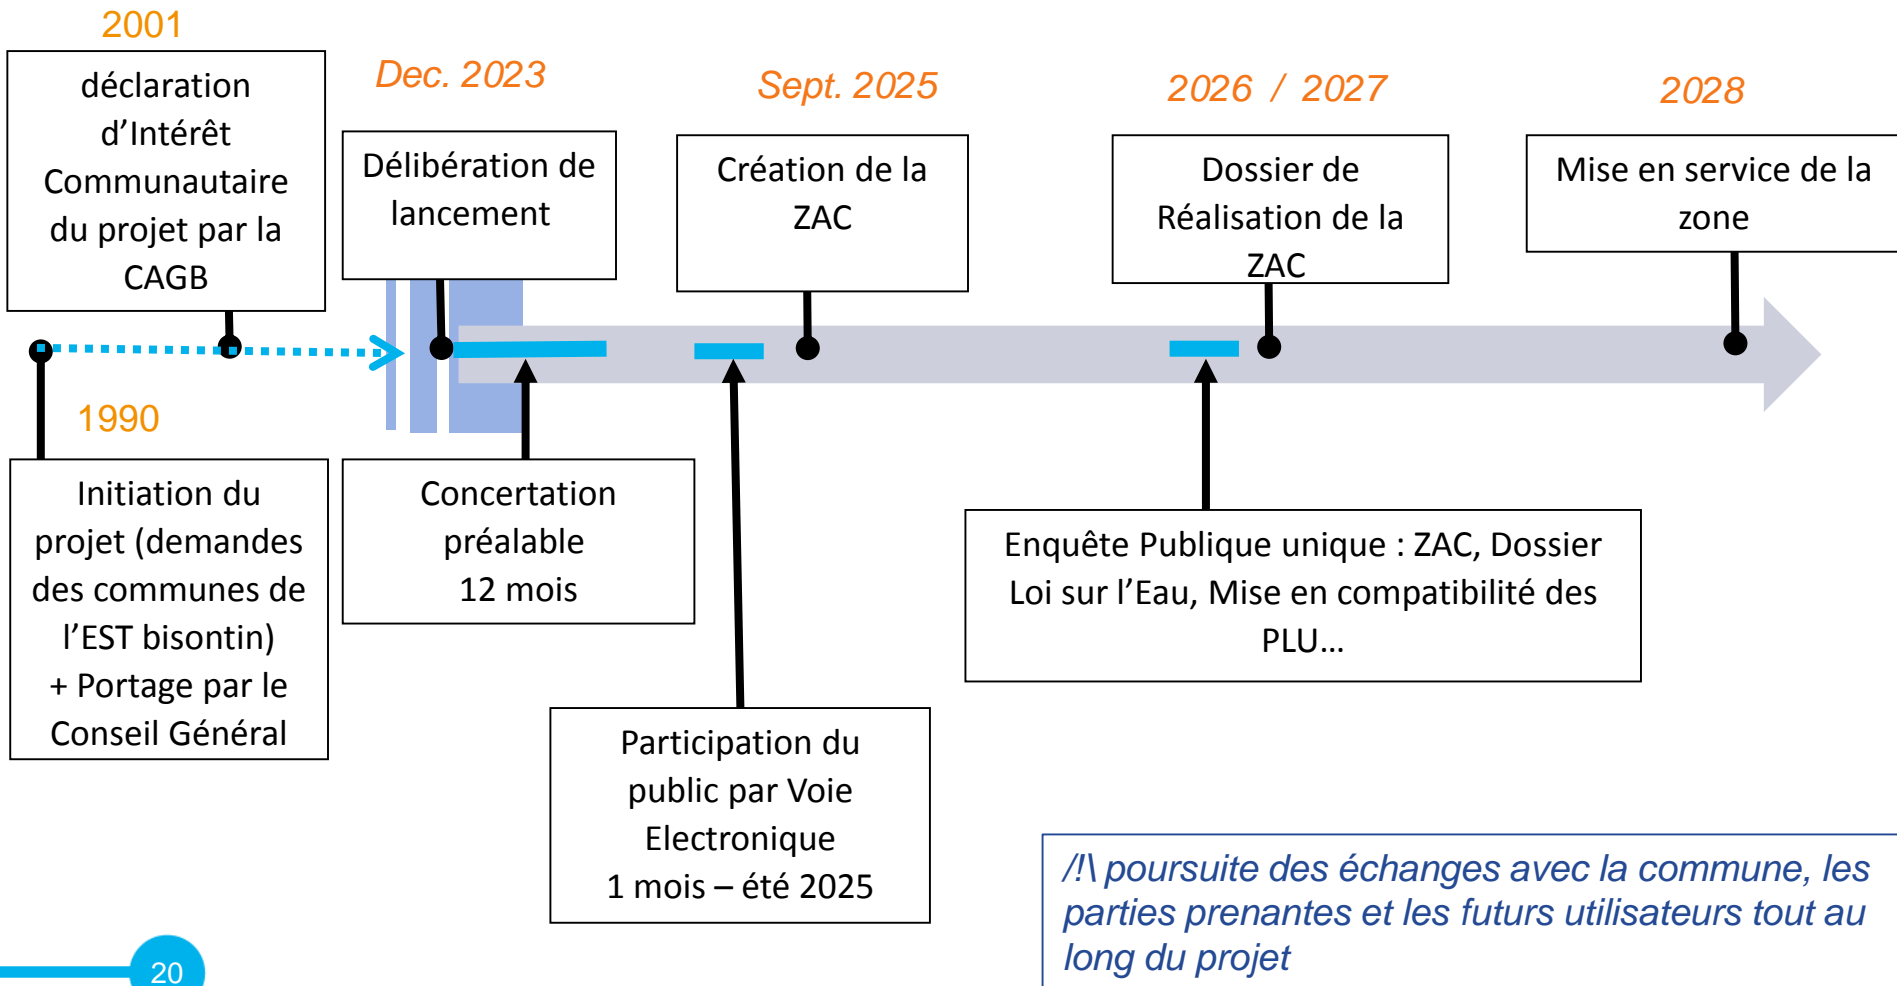 2001
déclaration
d’Intérêt
Communautaire
du projet par la
CAGB
Dec. 2023
Délibération de
lancement
Sept. 2025
Création de la
ZAC
2026 / 2027
Dossier de
Réalisation de la
ZAC
2028
Mise en service de la
zone
1990
Initiation du
projet (demandes
des communes de
l’EST bisontin)
+ Portage par le
Conseil Général
Concertation
préalable
12 mois
Participation du
public par Voie
Electronique
1 mois – été 2025
Enquête Publique unique : ZAC, Dossier
Loi sur l’Eau, Mise en compatibilité des
PLU…
/!\ poursuite des échanges avec la commune, les
parties prenantes et les futurs utilisateurs tout au
long du projet
20